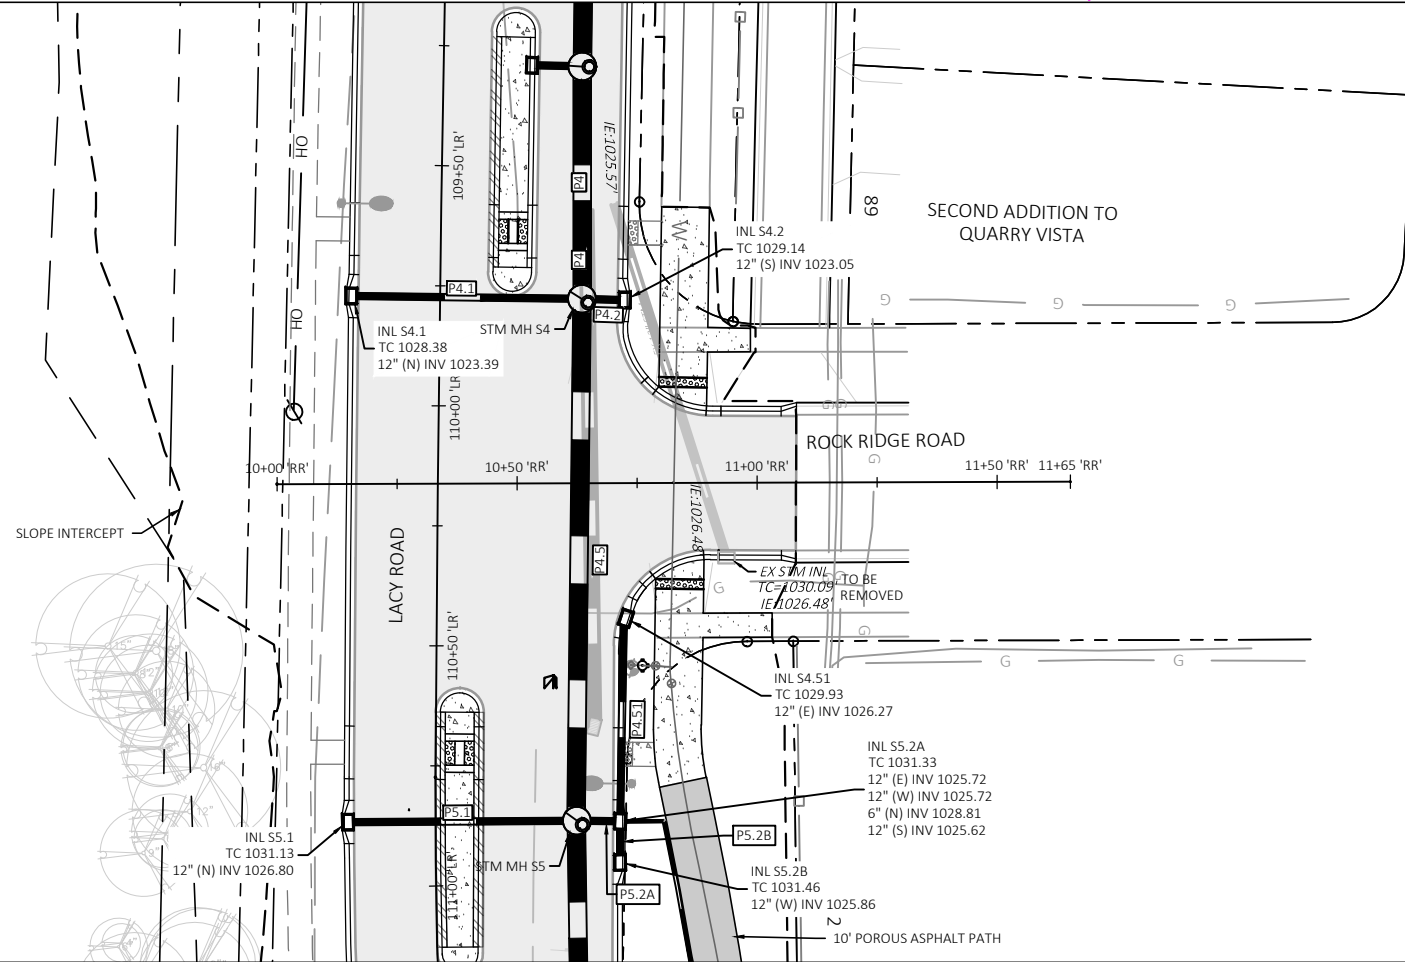 HO
109+50 'LR'
IE:1025.57'
P4
W
89
SECOND ADDITION TO
QUARRY VISTA
INL S4.2
TC 1029.14
12" (S) INV 1023.05
P4
P4.1
P4.2
G
G
G
HO
INL S4.1
TC 1028.38
12" (N) INV 1023.39
STM MH S4
110+00 'LR'
G
G
ROCK RIDGE ROAD
G
10+00 'RR'
10+50 'RR'
11+00 'RR'
11+50 'RR'
11+65 'RR'
IE:1026.48'
SLOPE INTERCEPT
LACY ROAD
P4.5
EX STM INL
TC=1030.09'
IE:1026.48'
TO BE
REMOVED
G
G
G
G
G
G
110+50 'LR'
INL S4.51
TC 1029.93
12" (E) INV 1026.27
P4.51
INL S5.2A
TC 1031.33
12" (E) INV 1025.72
12" (W) INV 1025.72
6" (N) INV 1028.81
12" (S) INV 1025.62
P5.1
P5.2B
INL S5.1
TC 1031.13
12" (N) INV 1026.80
STM MH S5
111+00 'LR'
P5.2A
INL S5.2B
TC 1031.46
12" (W) INV 1025.86
2
10' POROUS ASPHALT PATH